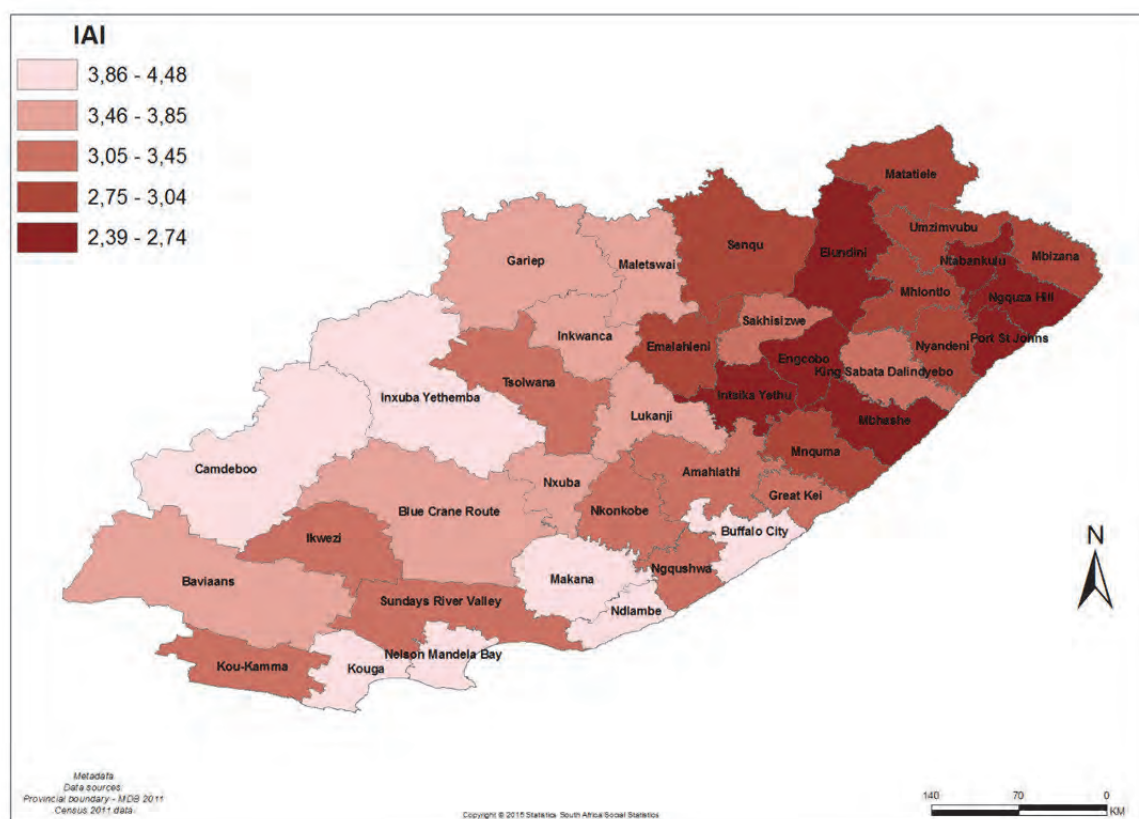 IAI
3,86 - 4,48
3,46 - 3,85
3,05 - 3,45
2,75 - 3,04
2,39 - 2,74
Matatiele
Umzimvubu
Senqu
Elundini
Ntabankulu
Mbizana
Gariep
Maletswai
Mhlontlo
Ngquza Hill
Sakhisizwe
Inkwanca
Emalahleni
Nyandeni
Port St Johns
Engcobo
King Sabata Dalindyebo
Tsolwana
Intsika Yethu
Inxuba Yethemba
Lukanji
Mbhashe
Mnquma
Camdeboo
Amahlathi
Nxuba
Great Kei
Blue Crane Route
Nkonkobe
Buffalo City
Ikwezi
Ngqushwa
Makana
Baviaans
Sundays River Valley
Ndlambe
Nelson Mandela Bay
Kou-Kamma
Kouga
N
Metadata
Data sources
Provincial boundary - MDB 2011
Census 2011 data
Copyright © 2015 Statistics South Africa/Social Statistics
140 70 0
KM